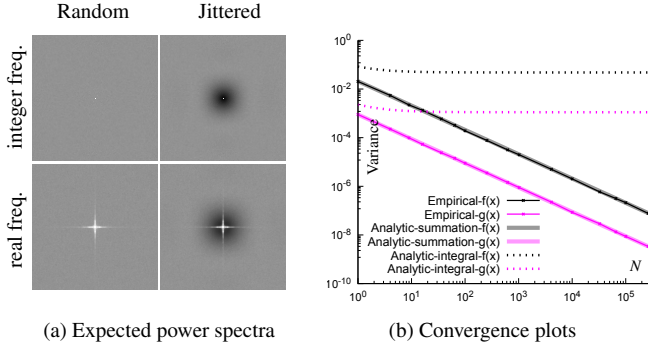 Random Jittered
integer freq.
real freq.
(a) Expected power spectra
10^0
10^-2
10^-4
10^-6
10^-8
10^-10
Variance
Empirical-f(x)
Empirical-g(x)
Analytic-summation-f(x)
Analytic-summation-g(x)
Analytic-integral-f(x)
Analytic-integral-g(x)
N
10^0 10^1 10^2 10^3 10^4 10^5
(b) Convergence plots